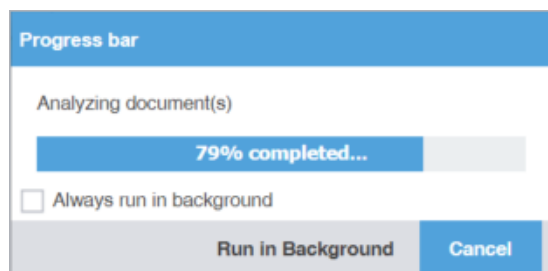 Progress bar
Analyzing document(s)
79% completed...
Always run in background
Run in Background Cancel